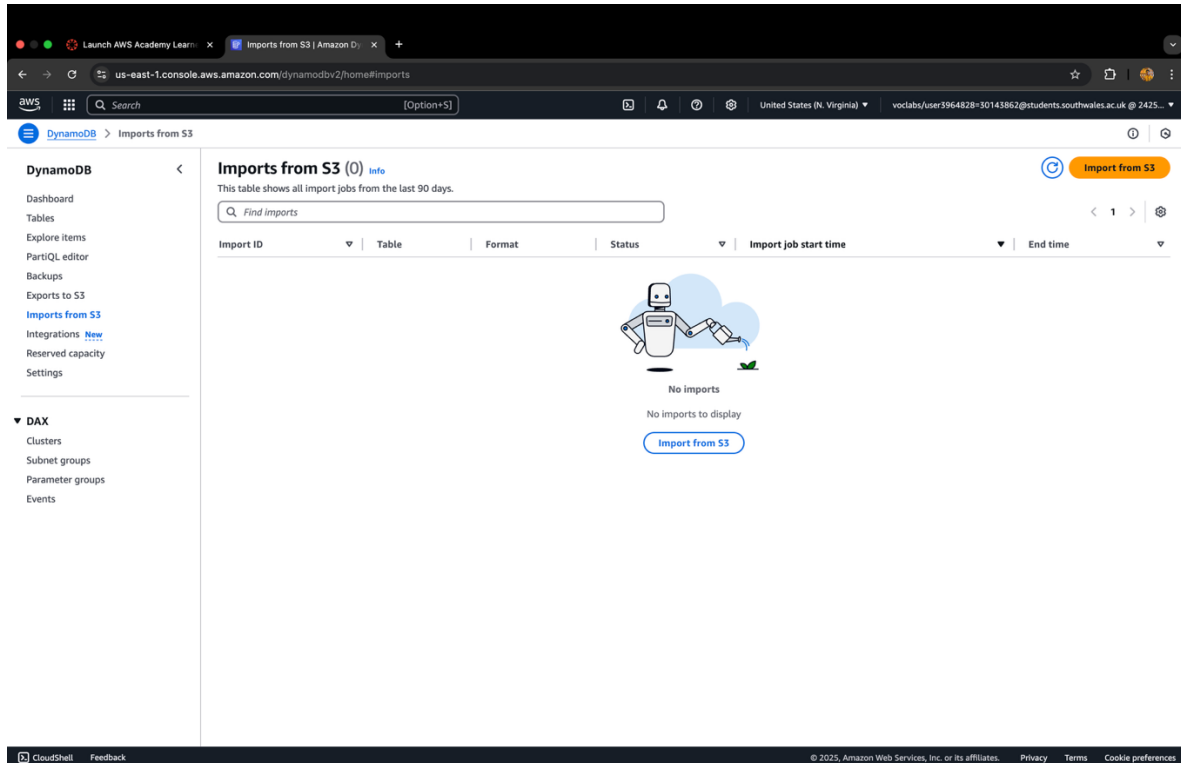 Launch AWS Academy Learne
Imports from S3 | Amazon Dy
us-east-1.console.aws.amazon.com/dynamodbv2/home#imports
aws Search [Option+S] United States (N. Virginia) voclabs/user3964828=30143862@students.southwales.ac.uk @ 2425...
DynamoDB > Imports from S3
DynamoDB
Dashboard
Tables
Explore items
PartiQL editor
Backups
Exports to S3
Imports from S3
Integrations New
Reserved capacity
Settings
DAX
Clusters
Subnet groups
Parameter groups
Events
Imports from S3 (0) Info
Import from S3
This table shows all import jobs from the last 90 days.
Find imports
1
Import ID Table Format Status Import job start time End time
No imports
No imports to display
Import from S3
CloudShell Feedback © 2025, Amazon Web Services, Inc. or its affiliates. Privacy Terms Cookie preferences